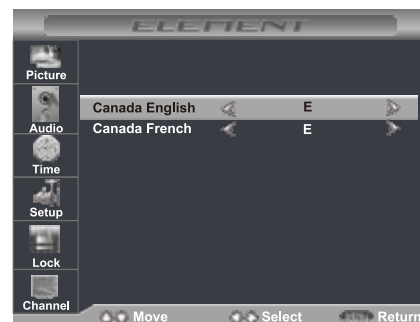 ELEMENT
Picture
Audio
Time
Setup
Lock
Channel
Canada English E
Canada French E
Move Select Return